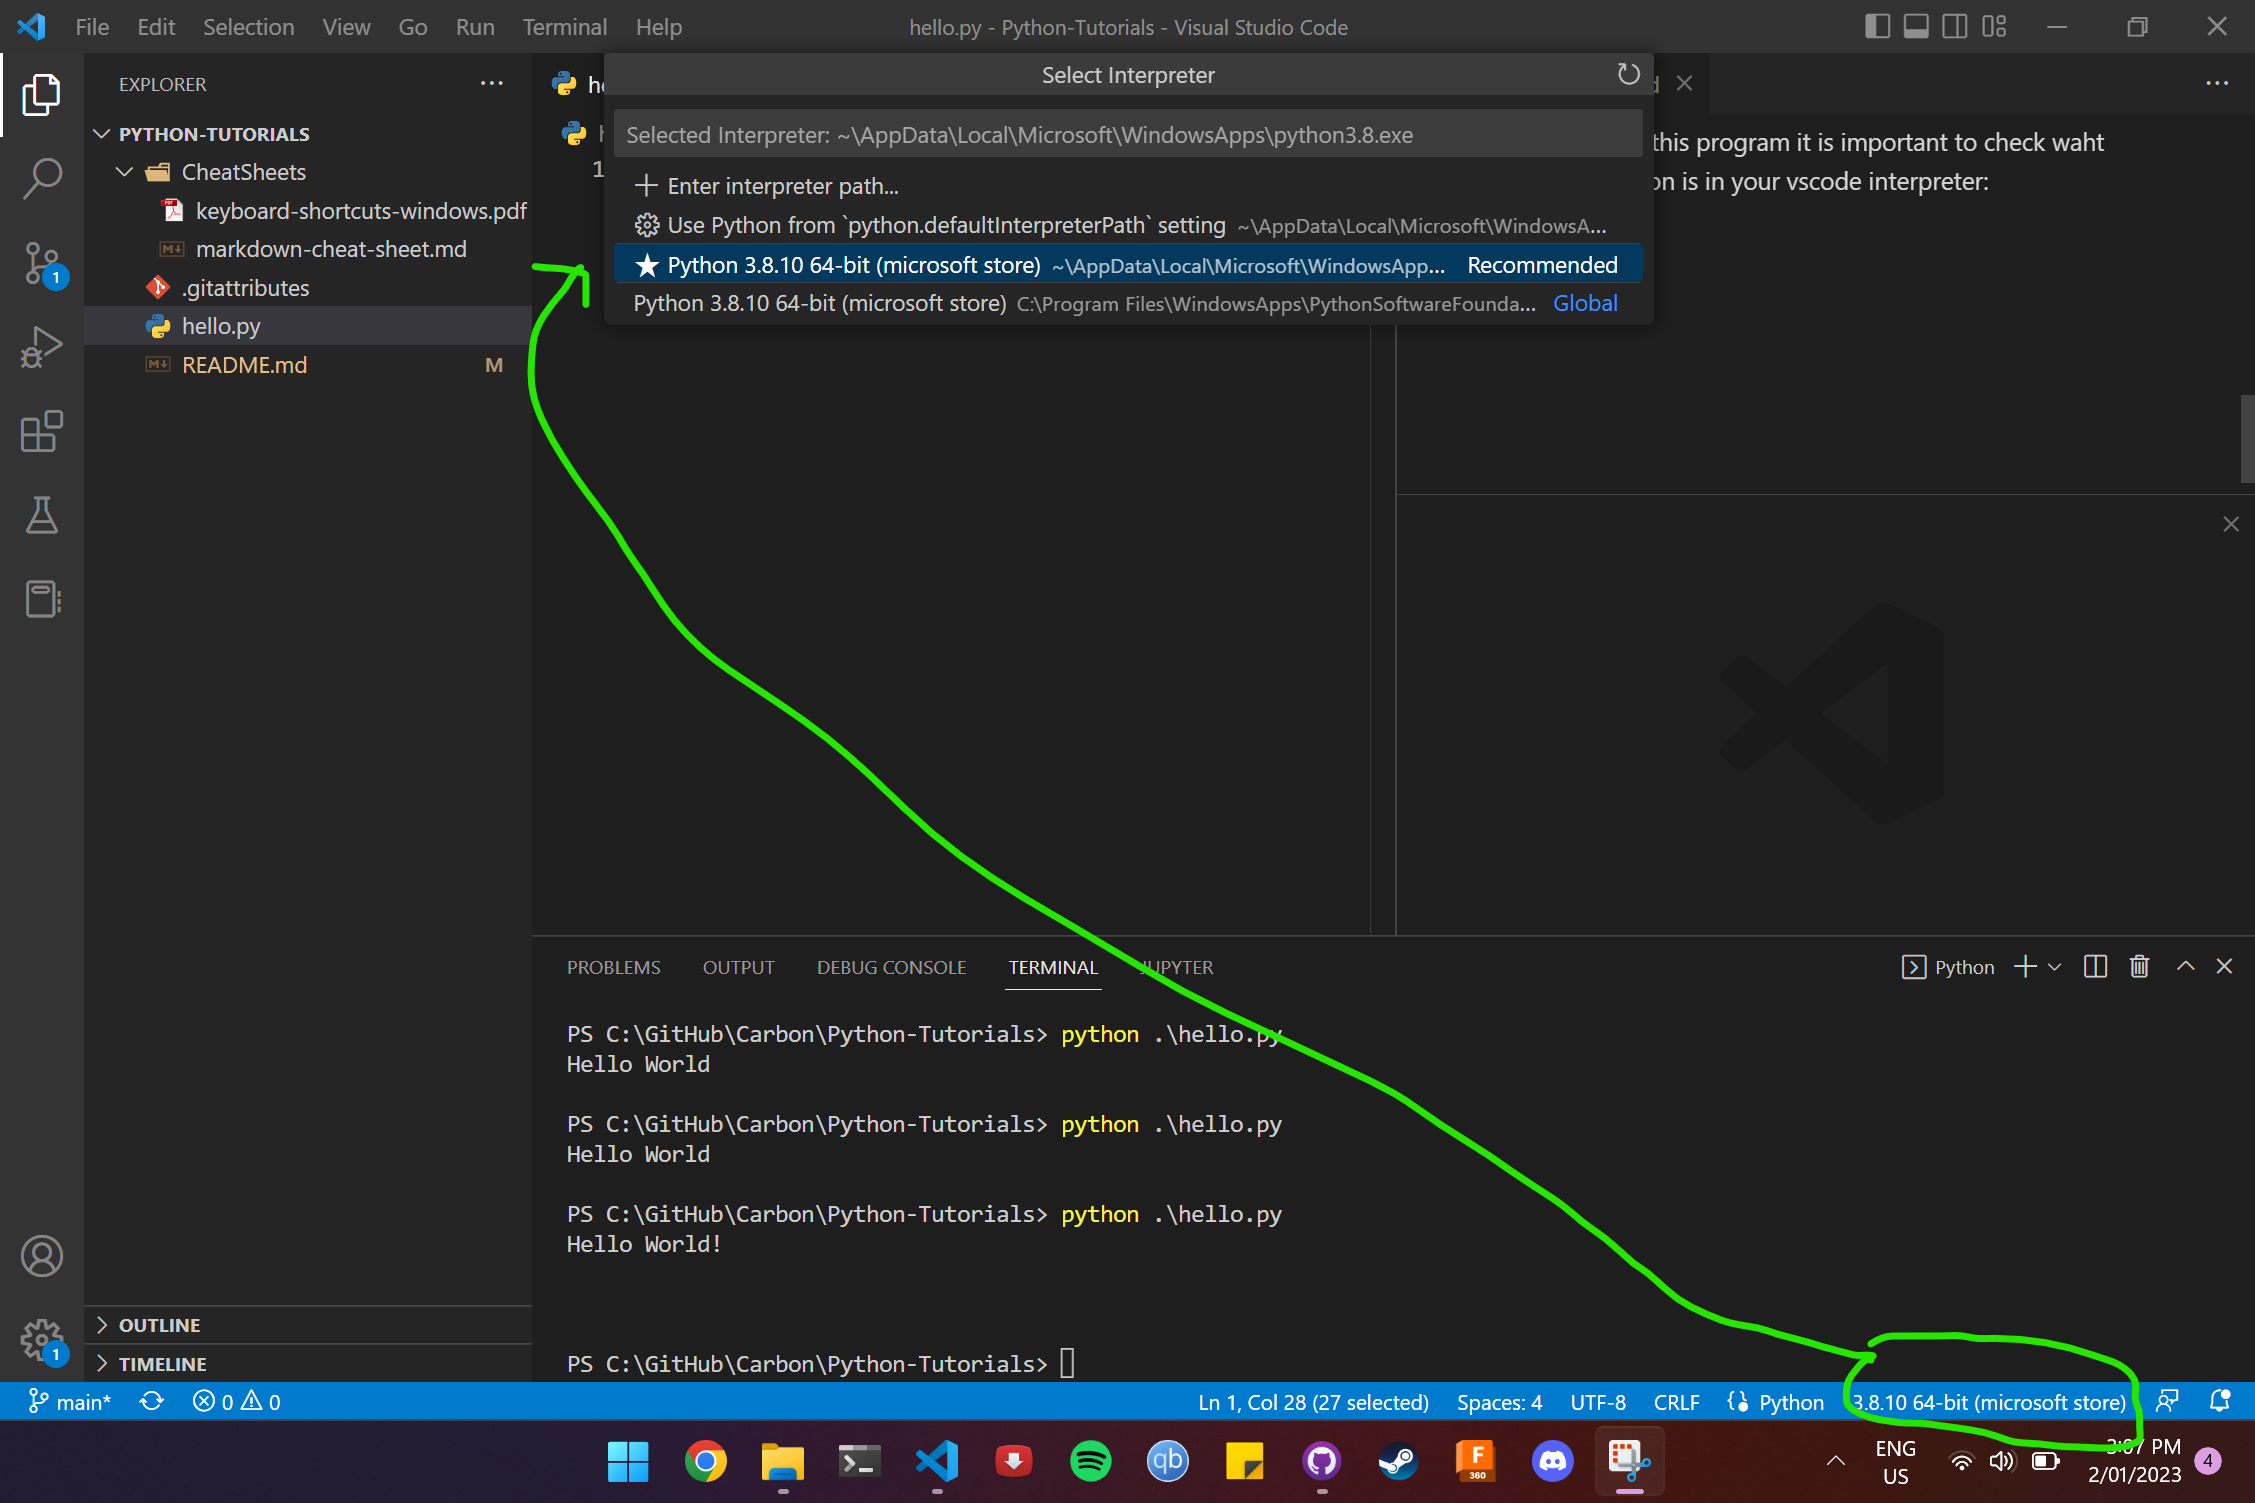 File Edit Selection View Go Run Terminal Help
hello.py - Python-Tutorials - Visual Studio Code
EXPLORER
PYTHON-TUTORIALS
CheatSheets
keyboard-shortcuts-windows.pdf
markdown-cheat-sheet.md
.gitattributes
hello.py
README.md M
OUTLINE
TIMELINE
Select Interpreter
Selected Interpreter: ~\AppData\Local\Microsoft\WindowsApps\python3.8.exe
Enter interpreter path...
Use Python from `python.defaultInterpreterPath` setting ~\AppData\Local\Microsoft\WindowsA...
Python 3.8.10 64-bit (microsoft store) ~\AppData\Local\Microsoft\WindowsApp... Recommended
Python 3.8.10 64-bit (microsoft store) C:\Program Files\WindowsApps\PythonSoftwareFounda... Global
1
this program it is important to check waht
on is in your vscode interpreter:
PROBLEMS OUTPUT DEBUG CONSOLE TERMINAL JUPYTER
Python
PS C:\GitHub\Carbon\Python-Tutorials> python .\hello.py
Hello World
PS C:\GitHub\Carbon\Python-Tutorials> python .\hello.py
Hello World
PS C:\GitHub\Carbon\Python-Tutorials> python .\hello.py
Hello World!
PS C:\GitHub\Carbon\Python-Tutorials>
1
1
main* 0 0 Ln 1, Col 28 (27 selected) Spaces: 4 UTF-8 CRLF Python 3.8.10 64-bit (microsoft store)
qb
F
360
ENG
US
3:07 PM
2/01/2023
4